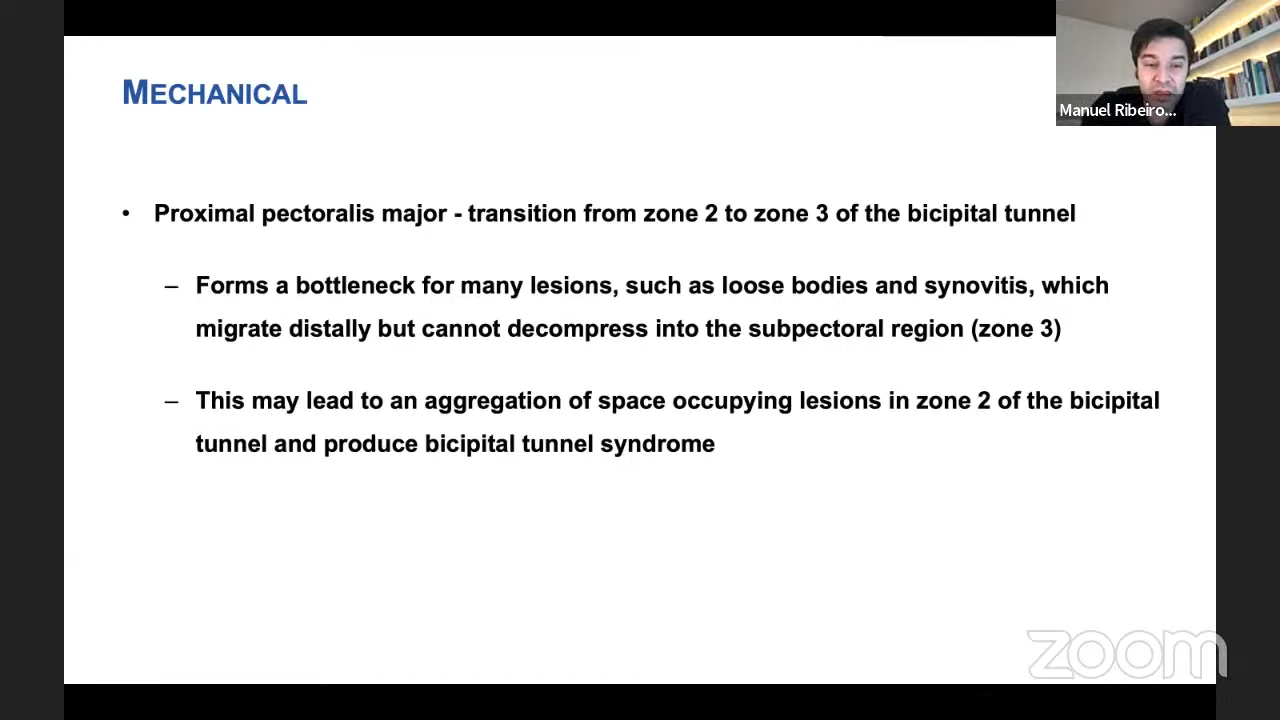 MECHANICAL
Manuel Ribeiro...
• Proximal pectoralis major - transition from zone 2 to zone 3 of the bicipital tunnel
– Forms a bottleneck for many lesions, such as loose bodies and synovitis, which
migrate distally but cannot decompress into the subpectoral region (zone 3)
– This may lead to an aggregation of space occupying lesions in zone 2 of the bicipital
tunnel and produce bicipital tunnel syndrome
zoom